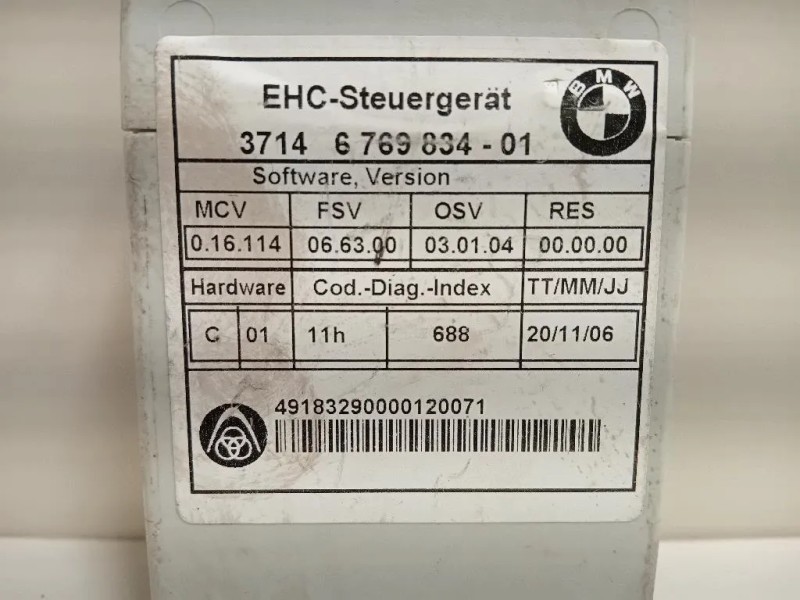 EHC-Steuergerät
BMW
3714 6 769 834 - 01
Software, Version
MCV FSV OSV RES
0.16.114 06.63.00 03.01.04 00.00.00
Hardware Cod.-Diag.-Index TT/MM/JJ
C 01 11h 688 20/11/06
49183290000120071